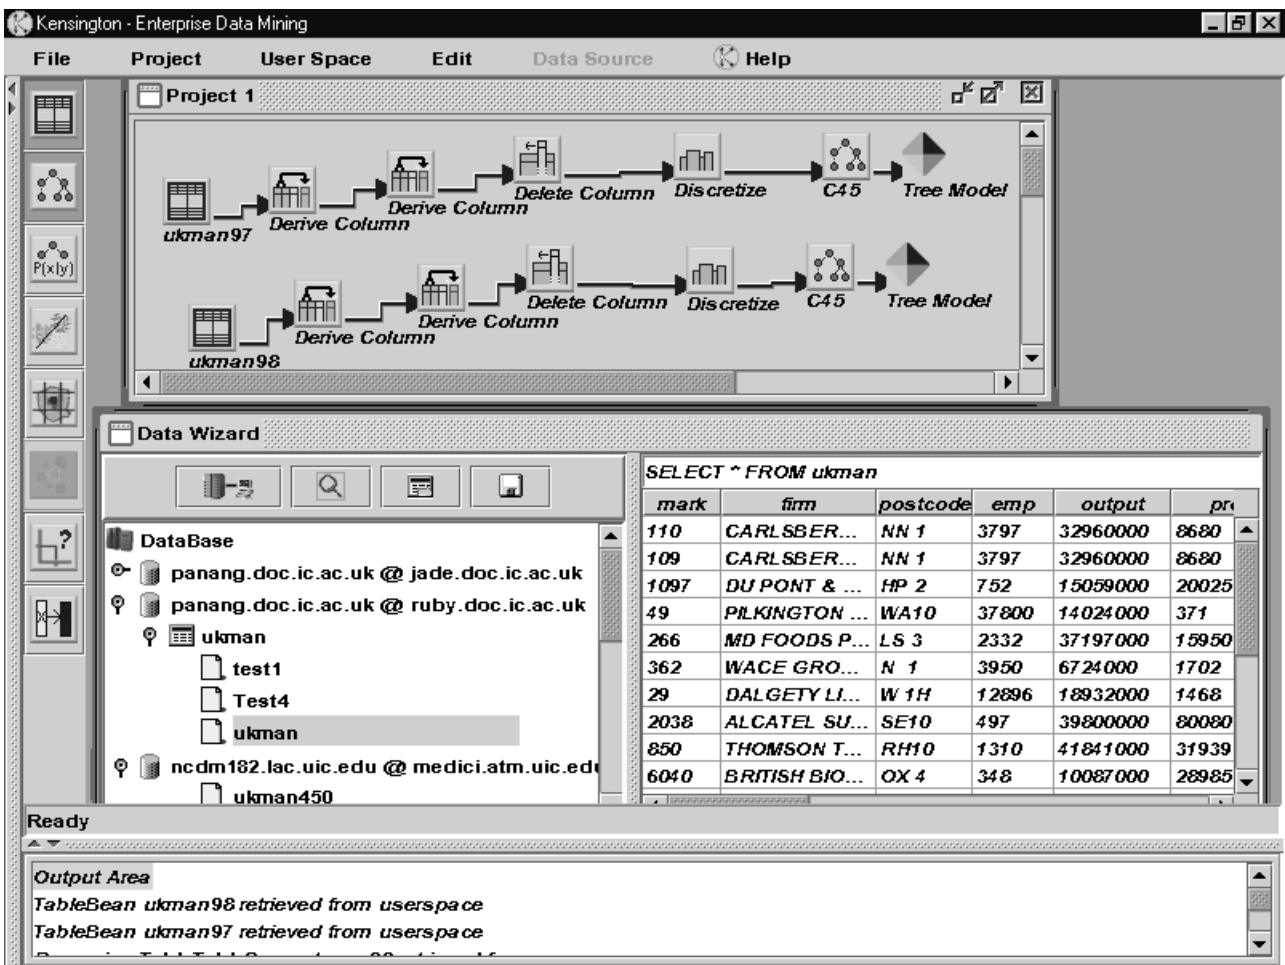 Kensington - Enterprise Data Mining
File Project User Space Edit Data Source Help
Project 1
ukman97 Derive Column Derive Column Delete Column Discretize C45 Tree Model
ukman98 Derive Column Derive Column Delete Column Discretize C45 Tree Model
P(x|y)
?
Data Wizard
DataBase
panang.doc.ic.ac.uk @ jade.doc.ic.ac.uk
panang.doc.ic.ac.uk @ ruby.doc.ic.ac.uk
ukman
test1
Test4
ukman
ncdm182.lac.uic.edu @ medici.atm.uic.edu
ukman450
SELECT * FROM ukman
mark firm postcode emp output
110 CARLSBER... NN 1 3797 32960000 8680
109 CARLSBER... NN 1 3797 32960000 8680
1097 DU PONT & ... HP 2 752 15059000 20025
49 PILKINGTON ... WA10 37800 14024000 371
266 MD FOODS P... LS 3 2332 37197000 15950
362 WACE GRO... N 1 3950 6724000 1702
29 DALGETY LI... W 1H 12896 18932000 1468
2038 ALCATEL SU... SE10 497 39800000 80080
850 THOMSON T... RH10 1310 41841000 31939
6040 BRITISH BIO... OX 4 348 10087000 28985
Ready
Output Area
TableBean ukman98 retrieved from userspace
TableBean ukman97 retrieved from userspace